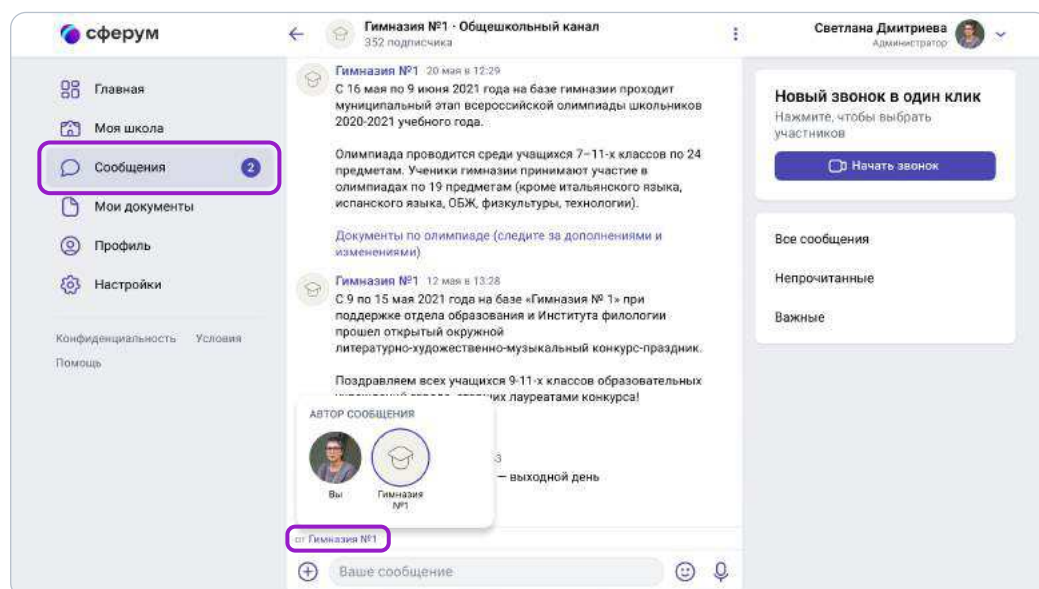 сферум
Главная
Моя школа
Сообщения 2
Мои документы
Профиль
Настройки
Конфиденциальность Условия
Помощь
Гимназия №1 - Общешкольный канал
352 подписчика
Гимназия №1 20 мая в 12:29
С 16 мая по 9 июня 2021 года на базе гимназии проходит
муниципальный этап всероссийской олимпиады школьников
2020-2021 учебного года.
Олимпиада проводится среди учащихся 7–11-х классов по 24
предметам. Ученики гимназии принимают участие в
олимпиадах по 19 предметам (кроме итальянского языка,
испанского языка, ОБЖ, физкультуры, технологии).
Документы по олимпиаде (следите за дополнениями и
изменениями)
Гимназия №1 12 мая в 13:28
С 9 по 15 мая 2021 года на базе «Гимназия № 1» при
поддержке отдела образования и Института филологии
прошел открытый окружной
литературно-художественно-музыкальный конкурс-праздник.
Поздравляем всех учащихся 9-11-х классов образовательных
лауреатами конкурса!
3
— выходной день
АВТОР СООБЩЕНИЯ
Вы
Гимназия
№1
от Гимназия №1
Ваше сообщение
Светлана Дмитриева
Администратор
Новый звонок в один клик
Нажмите, чтобы выбрать
участников
Начать звонок
Все сообщения
Непрочитанные
Важные